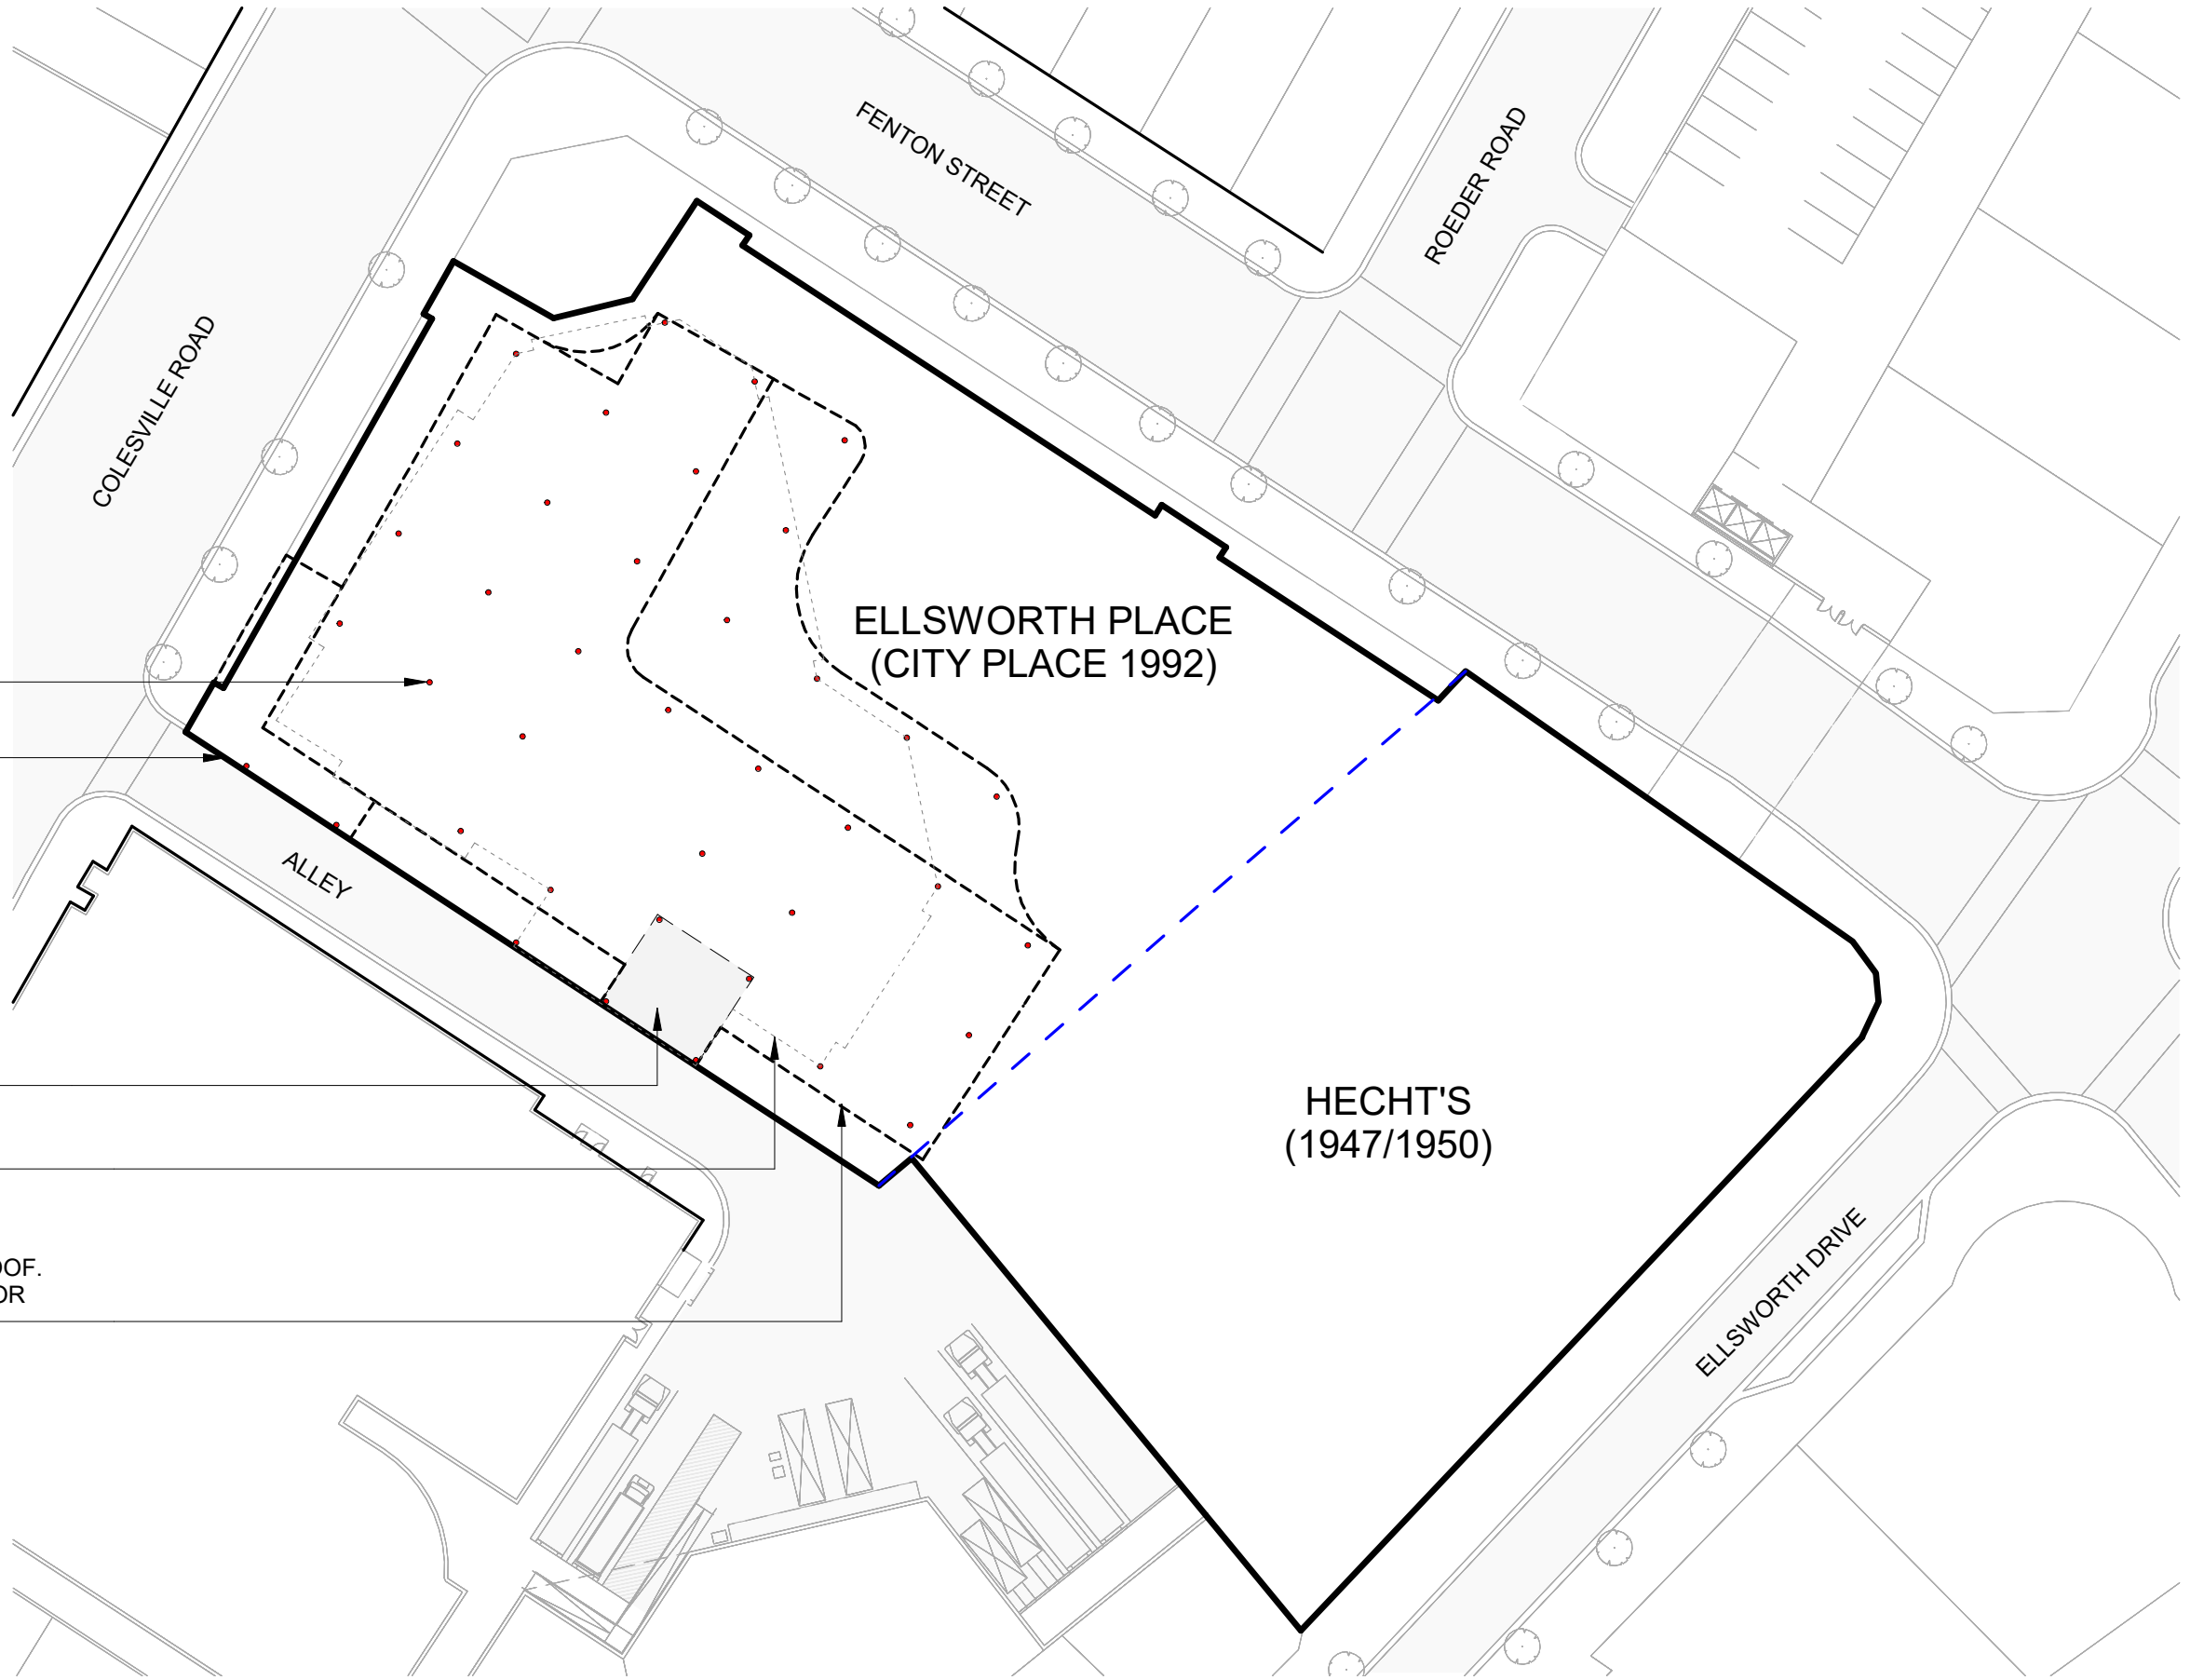 FENTON STREET
ROEDER ROAD
COLESVILLE ROAD
ELLSWORTH PLACE
(CITY PLACE 1992)
ALLEY
HECHT'S
(1947/1950)
ELLSWORTH DRIVE
OOF.
OR